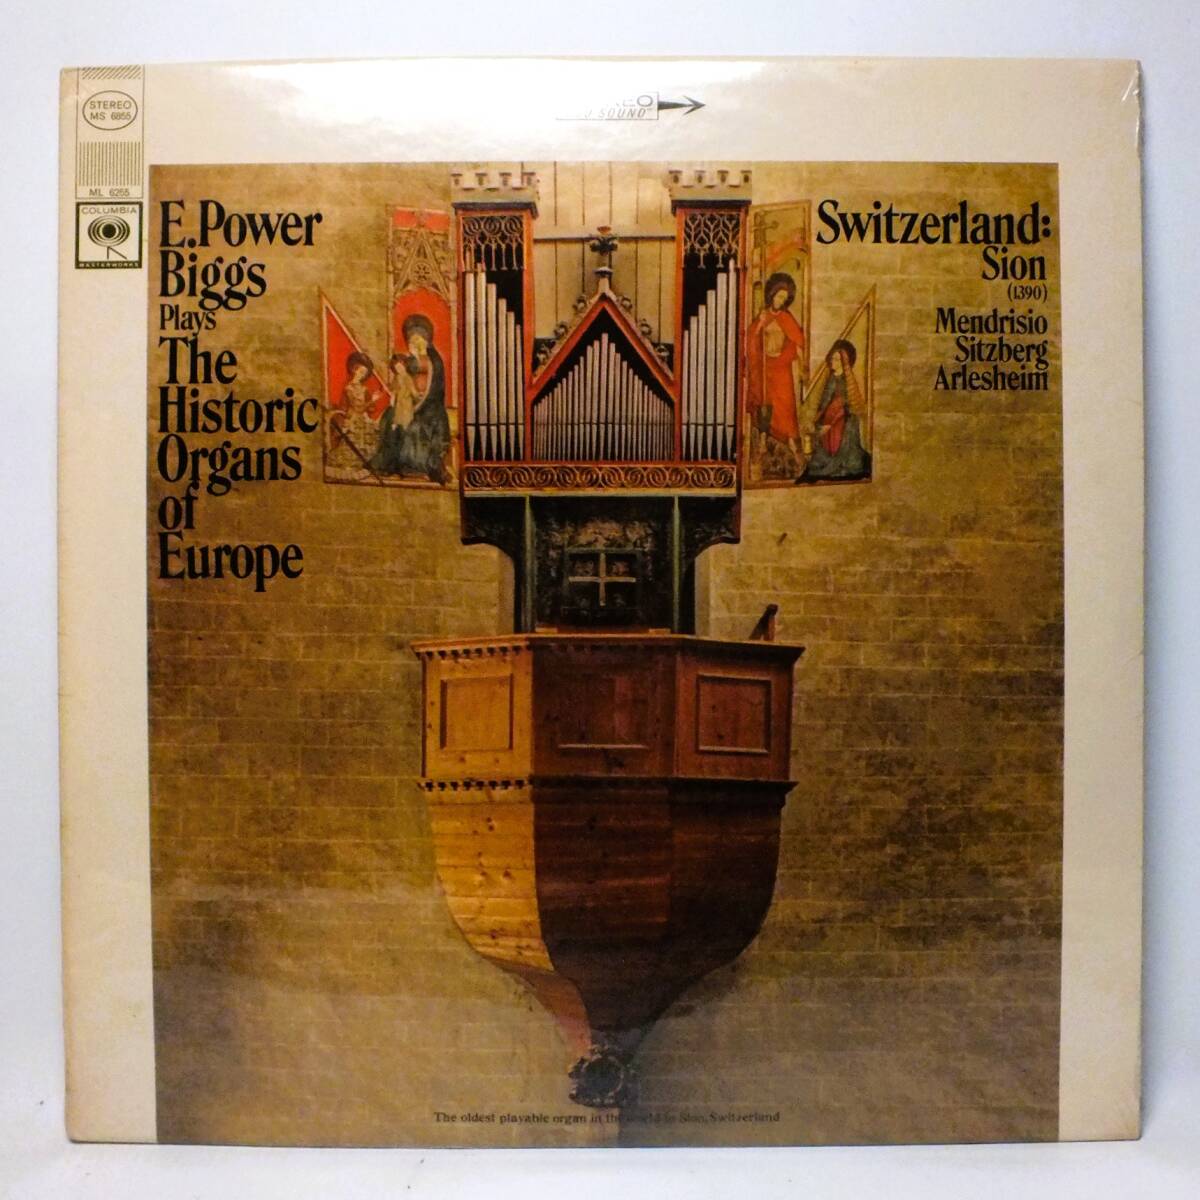 STEREO
MS 6855
ML 6255
COLUMBIA
MASTERWORKS
SOUND"
E.Power
Biggs
Plays
The
Historic
Organs
of
Europe
Switzerland:
Sion
(1390)
Mendrisio
Sitzberg
Arlesheim
The oldest playable organ in the world in Sion, Switzerland